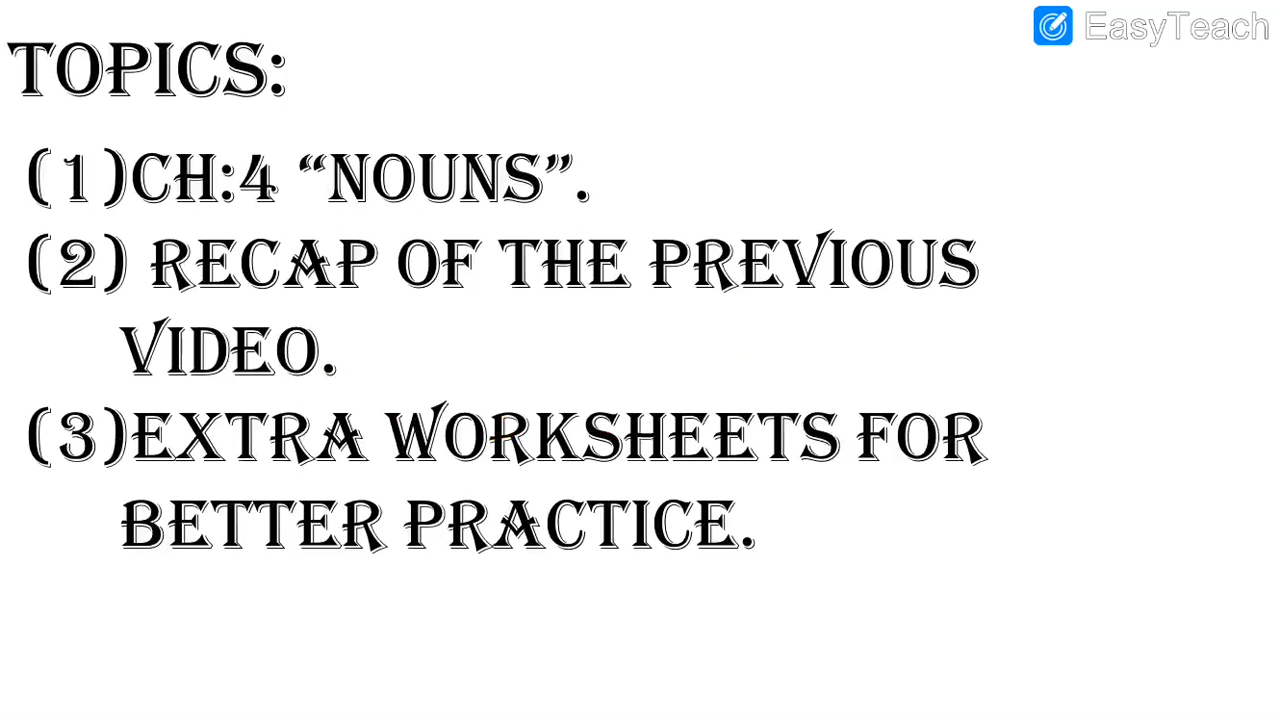 EasyTeach
TOPICS:
(1)CH:4 “NOUNS”.
(2) RECAP OF THE PREVIOUS
VIDEO.
(3)EXTRA WORKSHEETS FOR
BETTER PRACTICE.